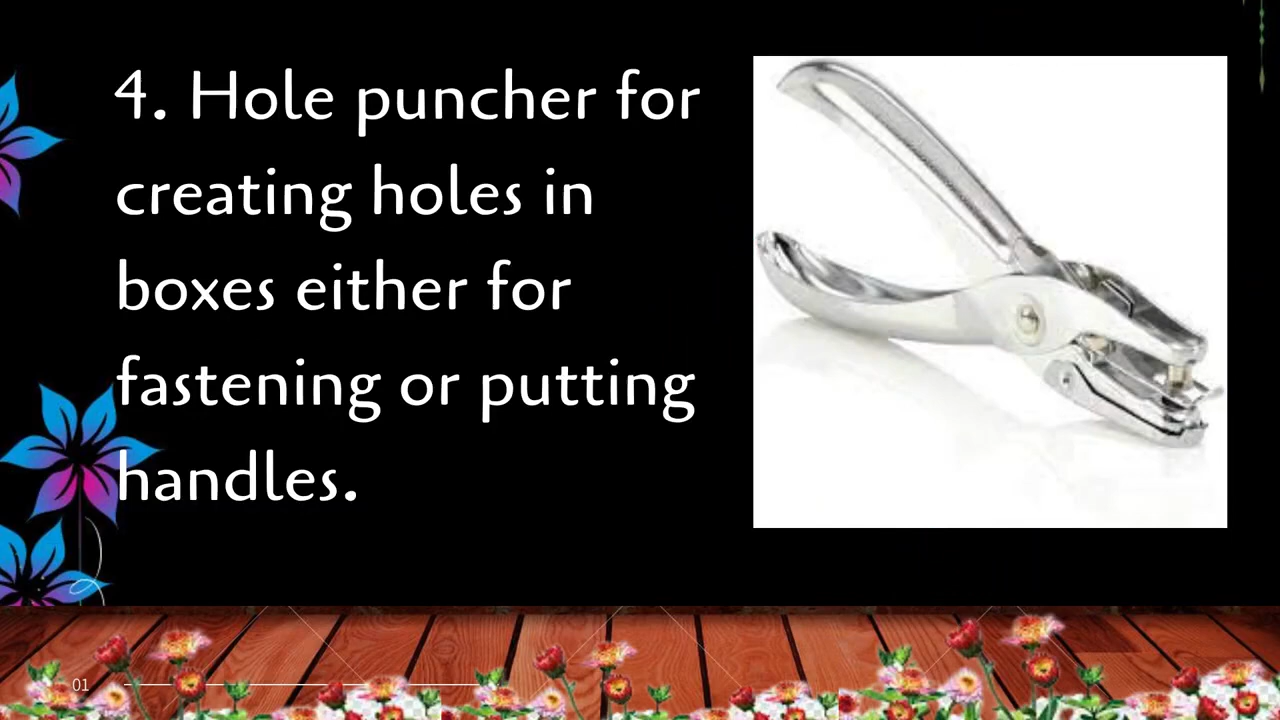 4. Hole puncher for
creating holes in
boxes either for
fastening or putting
handles.
01